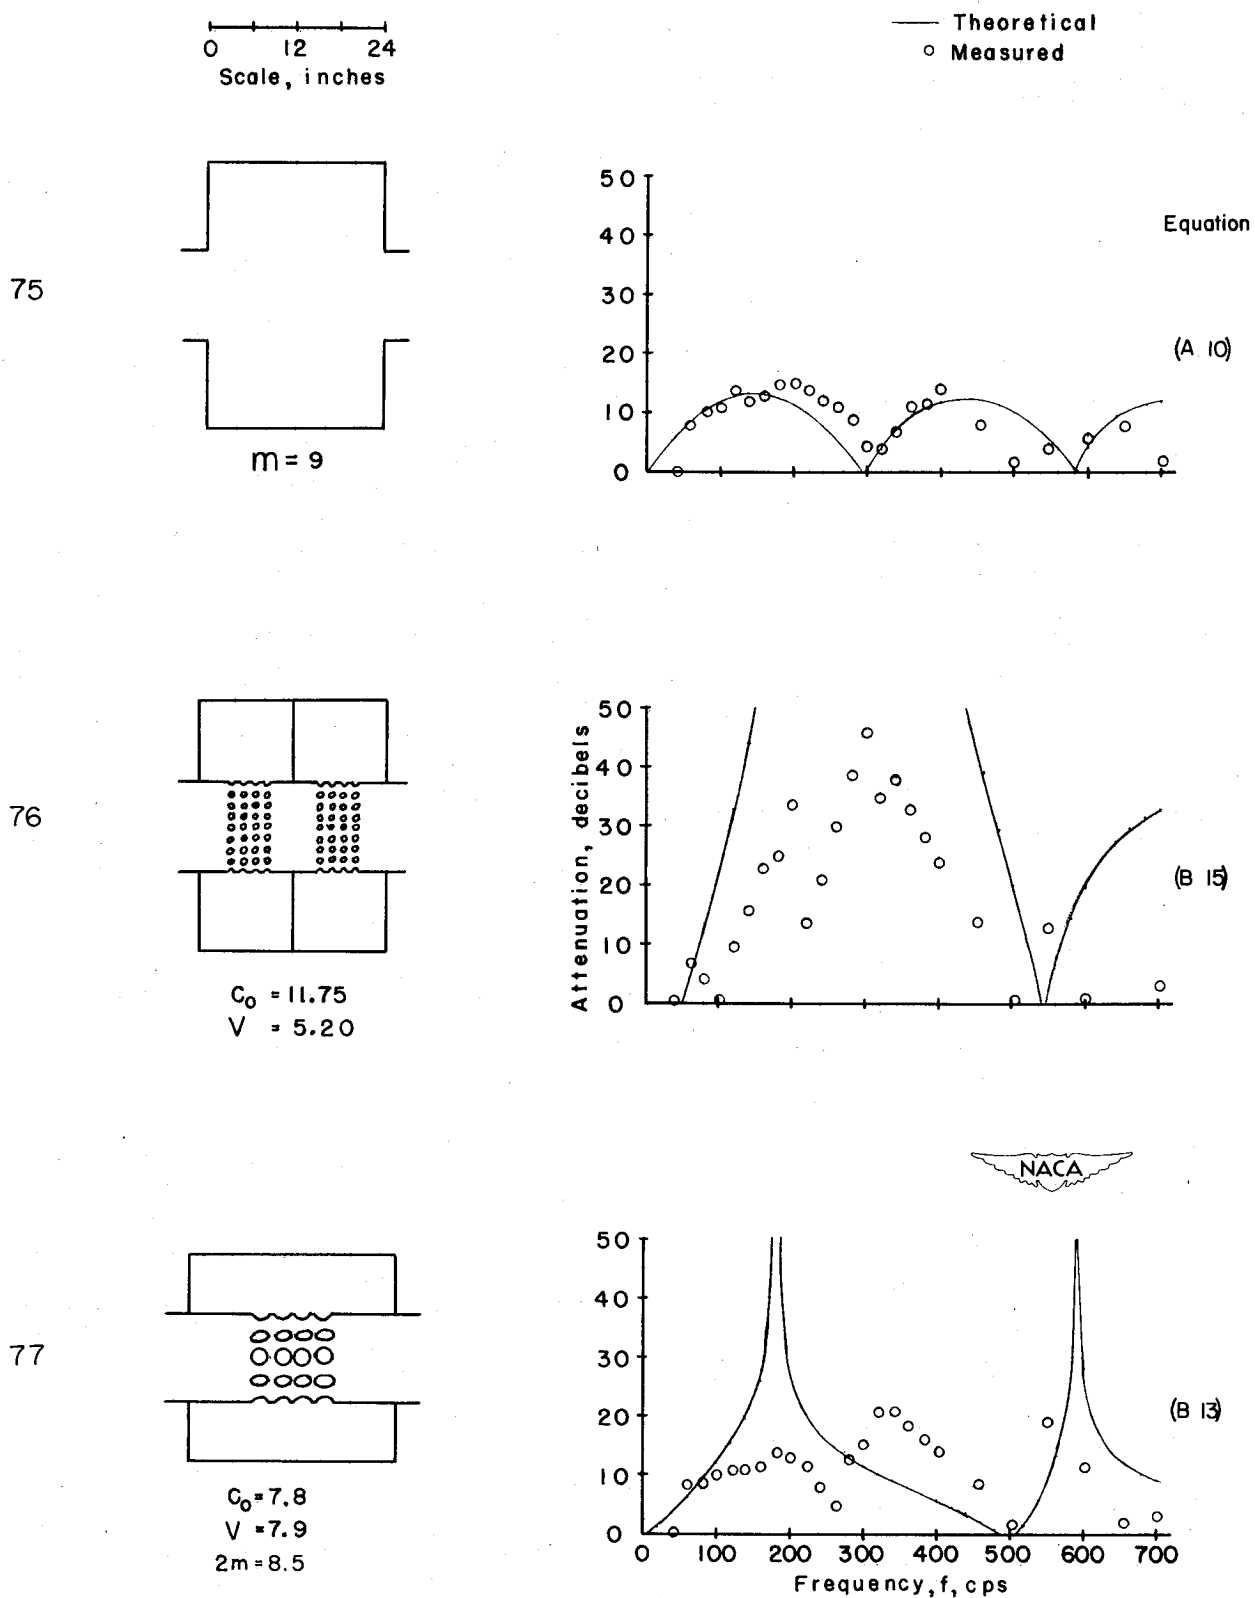 0 12 24
Scale, inches
Theoretical
Measured
75
m = 9
50
40
30
20
10
0
Equation
(A 10)
76
C₀ = 11.75
V = 5.20
Attenuation, decibels
50
40
30
20
10
0
(B 15)
NACA
77
C₀=7.8
V =7.9
2m=8.5
50
40
30
20
10
0
0 100 200 300 400 500 600 700
Frequency, f, cps
(B 13)